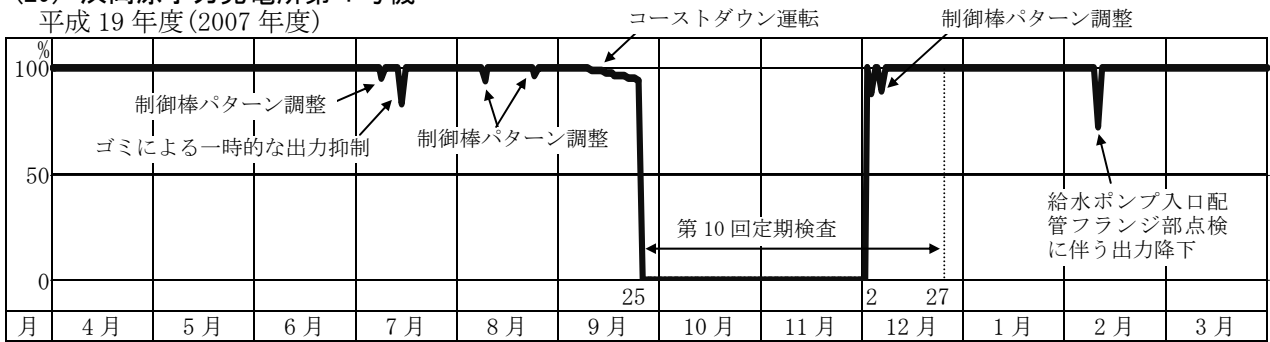 平成 19 年度(2007 年度)
コーストダウン運転
制御棒パターン調整
%
100
制御棒パターン調整
ゴミによる一時的な出力抑制
制御棒パターン調整
50
給水ポンプ入口配
管フランジ部点検
に伴う出力降下
第 10 回定期検査
0
25
2
27
月 4 月 5 月 6 月 7 月 8 月 9 月 10 月 11 月 12 月 1 月 2 月 3 月